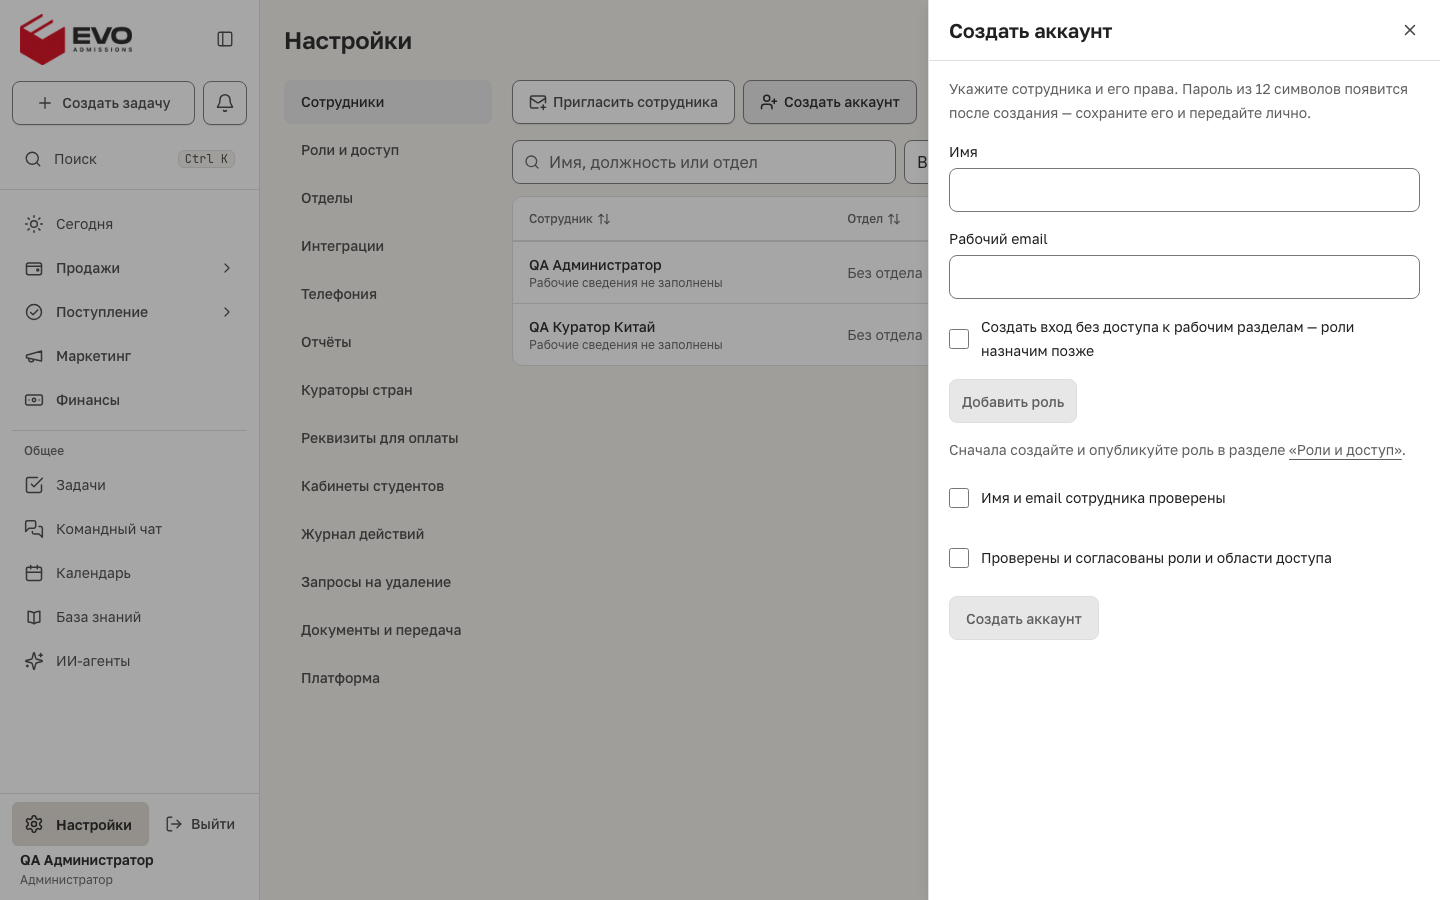 EVO
ADMISSIONS
Создать задачу
Поиск
Ctrl K
Сегодня
Продажи
Поступление
Маркетинг
Финансы
Общее
Задачи
Командный чат
Календарь
База знаний
ИИ-агенты
Настройки
Выйти
QA Администратор
Администратор
Настройки
Сотрудники
Роли и доступ
Отделы
Интеграции
Телефония
Отчёты
Кураторы стран
Реквизиты для оплаты
Кабинеты студентов
Журнал действий
Запросы на удаление
Документы и передача
Платформа
Пригласить сотрудника
Создать аккаунт
Имя, должность или отдел
В
Сотрудник
Отдел
QA Администратор
Рабочие сведения не заполнены
Без отдела
QA Куратор Китай
Рабочие сведения не заполнены
Без отдела
Создать аккаунт
Укажите сотрудника и его права. Пароль из 12 символов появится
после создания — сохраните его и передайте лично.
Имя
Рабочий email
Создать вход без доступа к рабочим разделам — роли
назначим позже
Добавить роль
Сначала создайте и опубликуйте роль в разделе «Роли и доступ».
Имя и email сотрудника проверены
Проверены и согласованы роли и области доступа
Создать аккаунт